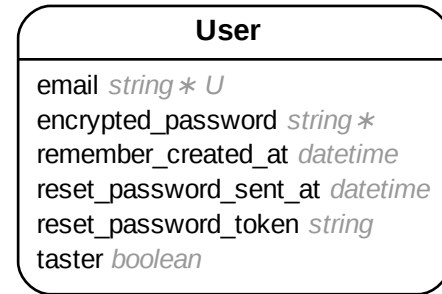 User
email string∗ U
encrypted_password string∗
remember_created_at datetime
reset_password_sent_at datetime
reset_password_token string
taster boolean